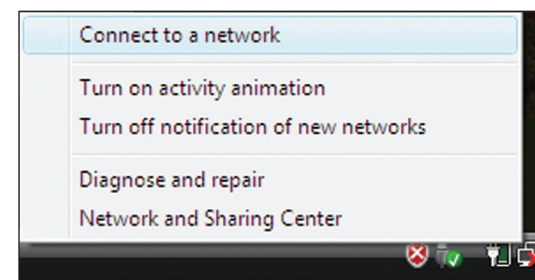 Connect to a network
Turn on activity animation
Turn off notification of new networks
Diagnose and repair
Network and Sharing Center